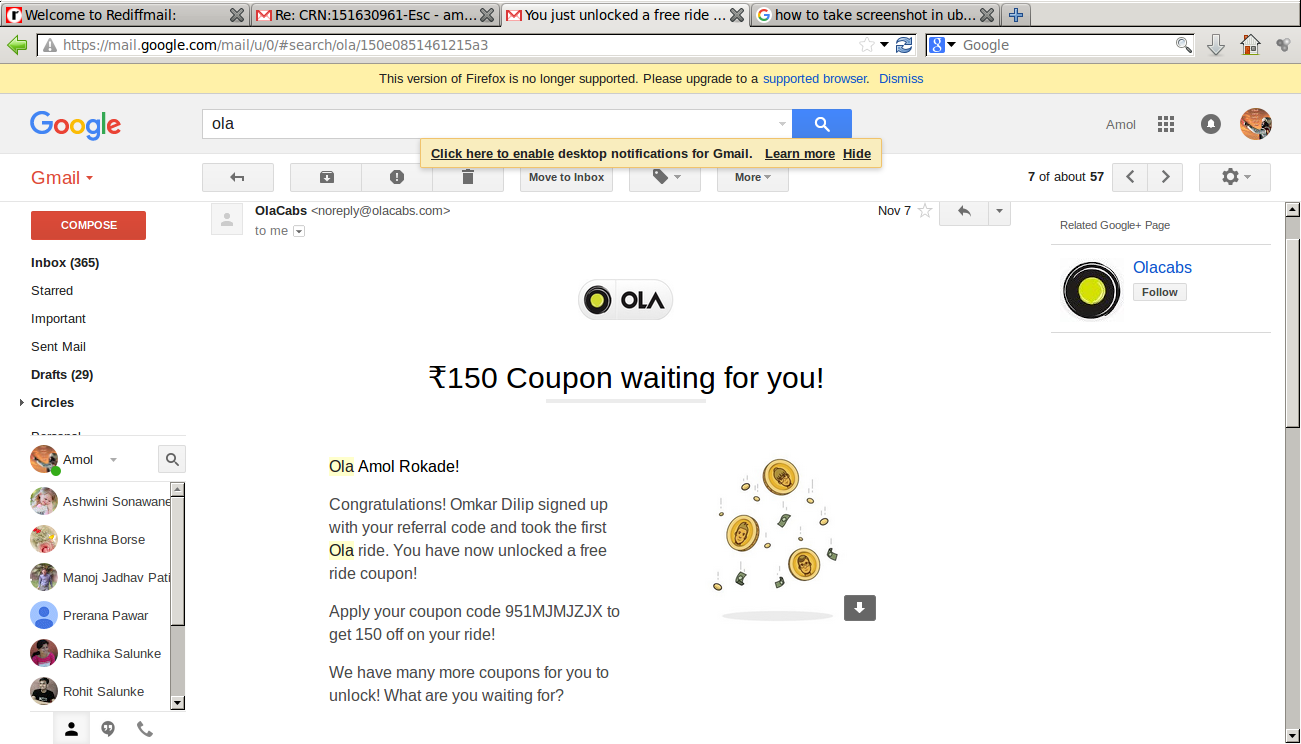 Welcome to Rediffmail:
Re: CRN:151630961-Esc - am...
You just unlocked a free ride ...
how to take screenshot in ub...
https://mail.google.com/mail/u/0/#search/ola/150e0851461215a3
Google
This version of Firefox is no longer supported. Please upgrade to a supported browser. Dismiss
Google
ola
Amol
Click here to enable desktop notifications for Gmail. Learn more Hide
Gmail
Move to Inbox
More
7 of about 57
COMPOSE
Inbox (365)
Starred
Important
Sent Mail
Drafts (29)
Circles
Personal
Amol
Ashwini Sonawane
Krishna Borse
Manoj Jadhav Pati
Prerana Pawar
Radhika Salunke
Rohit Salunke
OlaCabs <noreply@olacabs.com>
Nov 7
to me
OLA
₹150 Coupon waiting for you!
Ola Amol Rokade!
Congratulations! Omkar Dilip signed up
with your referral code and took the first
Ola ride. You have now unlocked a free
ride coupon!
Apply your coupon code 951MJMJZJX to
get 150 off on your ride!
We have many more coupons for you to
unlock! What are you waiting for?
Related Google+ Page
Olacabs
Follow